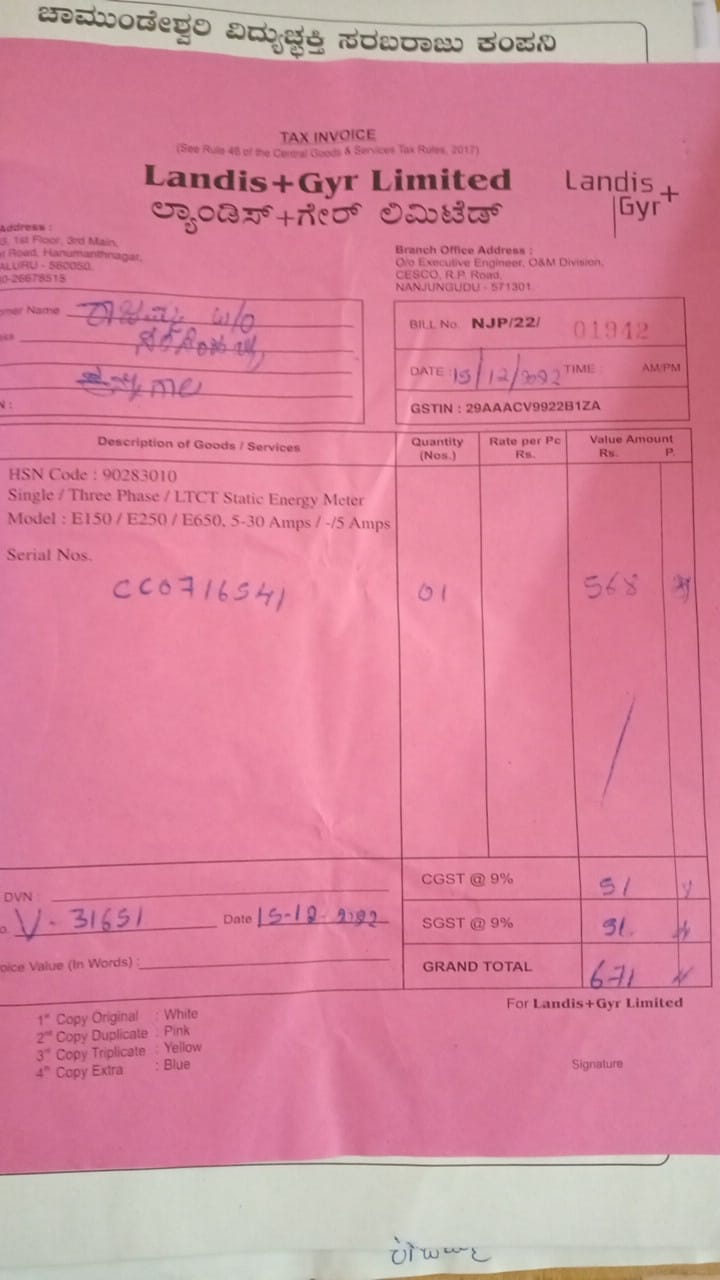 ಚಾಮುಂಡೇಶ್ವರಿ ವಿದ್ಯುಚ್ಛಕ್ತಿ ಸರಬರಾಜು ಕಂಪನಿ
TAX INVOICE
(See Rule 46 of the Central Goods & Services Tax Rules, 2017)
Landis+Gyr Limited
ಲ್ಯಾಂಡಿಸ್+ಗೇರ್ ಲಿಮಿಟೆಡ್
Landis
Gyr+
Address :
1st Floor, 3rd Main,
Road, Hanumanthnagar,
ALURU - 560050.
0-26678515
Branch Office Address :
O/o Executive Engineer, O&M Division,
CESCO, R.P. Road,
NANJUNGUDU - 571301.
omer Name W/O
BILL No. NJP/22/ 01942
DATE : 15/12/2022 TIME : AM/PM
GSTIN : 29AAACV9922B1ZA
Description of Goods / Services Quantity (Nos.) Rate per Pc Rs. Value Amount Rs. P.
HSN Code : 90283010
Single / Three Phase / LTCT Static Energy Meter
Model : E150 / E250 / E650, 5-30 Amps / -/5 Amps
Serial Nos.
CC0716541 01 568
CGST @ 9% 51
DVN :
V - 31651 Date 15-12-2022
SGST @ 9% 51
oice Value (In Words) :
GRAND TOTAL 671
For Landis+Gyr Limited
1st Copy Original : White
2nd Copy Duplicate : Pink
3rd Copy Triplicate : Yellow
4th Copy Extra : Blue
Signature